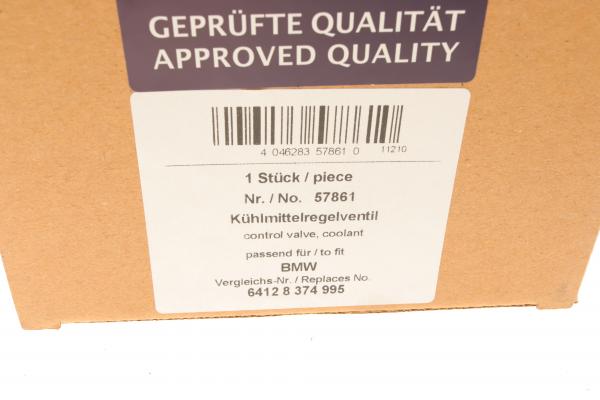 GEPRÜFTE QUALITÄT
APPROVED QUALITY
4 046283 57861 0 11210
1 Stück / piece
Nr. / No. 57861
Kühlmittelregelventil
control valve, coolant
passend für / to fit
BMW
Vergleichs-Nr. / Replaces No.
6412 8 374 995